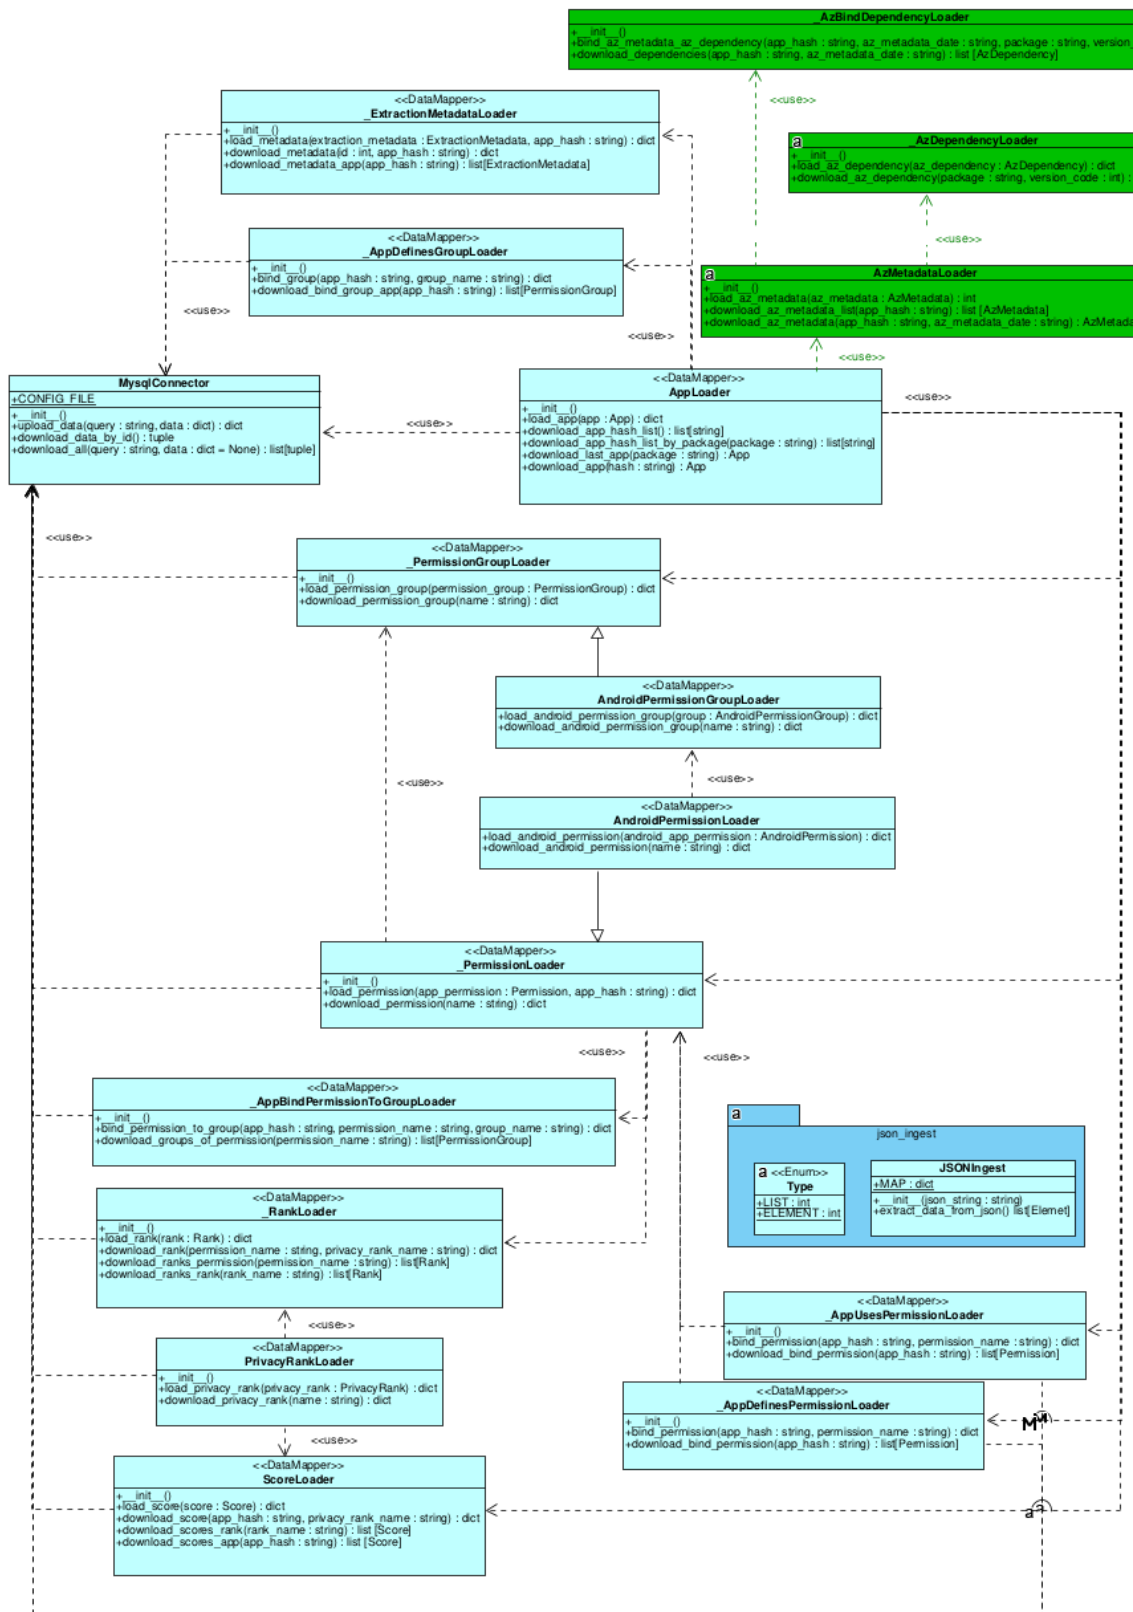 _AzBindDependencyLoader
+__init__()
+bind_az_metadata_az_dependency(app_hash : string, az_metadata_date : string, package : string, version_
+download_dependencies(app_hash : string, az_metadata_date : string) : list [AzDependency]
<<use>>
<<DataMapper>>
_ExtractionMetadataLoader
+__init__()
+load_metadata(extraction_metadata : ExtractionMetadata, app_hash : string) : dict
+download_metadata(id : int, app_hash : string) : dict
+download_metadata_app(app_hash : string) : list[ExtractionMetadata]
a
_AzDependencyLoader
+__init__()
+load_az_dependency(az_dependency : AzDependency) : dict
+download_az_dependency(package : string, version_code : int) :
<<use>>
<<DataMapper>>
_AppDefinesGroupLoader
+__init__()
+bind_group(app_hash : string, group_name : string) : dict
+download_bind_group_app(app_hash : string) : list[PermissionGroup]
a
AzMetadataLoader
+__init__()
+load_az_metadata(az_metadata : AzMetadata) : int
+download_az_metadata_list(app_hash : string) : list [AzMetadata]
+download_az_metadata(app_hash : string, az_metadata_date : string) : AzMetada
<<use>>
<<use>>
<<use>>
MysqlConnector
+CONFIG_FILE
+__init__()
+upload_data(query : string, data : dict) : dict
+download_data_by_id() : tuple
+download_all(query : string, data : dict = None) : list[tuple]
<<use>>
<<DataMapper>>
AppLoader
+__init__()
+load_app(app : App) : dict
+download_app_hash_list() : list[string]
+download_app_hash_list_by_package(package : string) : list[string]
+download_last_app(package : string) : App
+download_app(hash : string) : App
<<use>>
<<use>>
<<DataMapper>>
_PermissionGroupLoader
+__init__()
+load_permission_group(permission_group : PermissionGroup) : dict
+download_permission_group(name : string) : dict
<<DataMapper>>
AndroidPermissionGroupLoader
+load_android_permission_group(group : AndroidPermissionGroup) : dict
+download_android_permission_group(name : string) : dict
<<use>>
<<use>>
<<DataMapper>>
AndroidPermissionLoader
+load_android_permission(android_app_permission : AndroidPermission) : dict
+download_android_permission(name : string) : dict
<<DataMapper>>
_PermissionLoader
+__init__()
+load_permission(app_permission : Permission, app_hash : string) : dict
+download_permission(name : string) : dict
<<use>>
<<use>>
<<DataMapper>>
_AppBindPermissionToGroupLoader
+__init__()
+bind_permission_to_group(app_hash : string, permission_name : string, group_name : string) : dict
+download_groups_of_permission(permission_name : string) : list[PermissionGroup]
a
json_ingest
a <<Enum>>
Type
+LIST : int
+ELEMENT : int
JSONIngest
+MAP : dict
+__init__(json_string : string)
+extract_data_from_json() list[Elemet]
<<DataMapper>>
_RankLoader
+__init__()
+load_rank(rank : Rank) : dict
+download_rank(permission_name : string, privacy_rank_name : string) : dict
+download_ranks_permission(permission_name : string) : list[Rank]
+download_ranks_rank(rank_name : string) : list[Rank]
<<use>>
<<DataMapper>>
_AppUsesPermissionLoader
+__init__()
+bind_permission(app_hash : string, permission_name : string) : dict
+download_bind_permission(app_hash : string) : list[Permission]
<<DataMapper>>
PrivacyRankLoader
+__init__()
+load_privacy_rank(privacy_rank : PrivacyRank) : dict
+download_privacy_rank(name : string) : dict
<<DataMapper>>
_AppDefinesPermissionLoader
+__init__()
+bind_permission(app_hash : string, permission_name : string) : dict
+download_bind_permission(app_hash : string) : list[Permission]
<<use>>
<<DataMapper>>
ScoreLoader
+__init__()
+load_score(score : Score) : dict
+download_score(app_hash : string, privacy_rank_name : string) : dict
+download_scores_rank(rank_name : string) : list [Score]
+download_scores_app(app_hash : string) : list [Score]